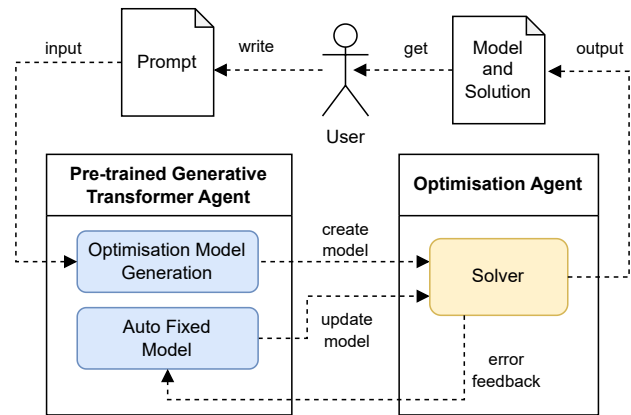 input
Prompt
write
User
get
Model
and
Solution
output
Pre-trained Generative
Transformer Agent
Optimisation Agent
Optimisation Model
Generation
create
model
Solver
Auto Fixed
Model
update
model
error
feedback